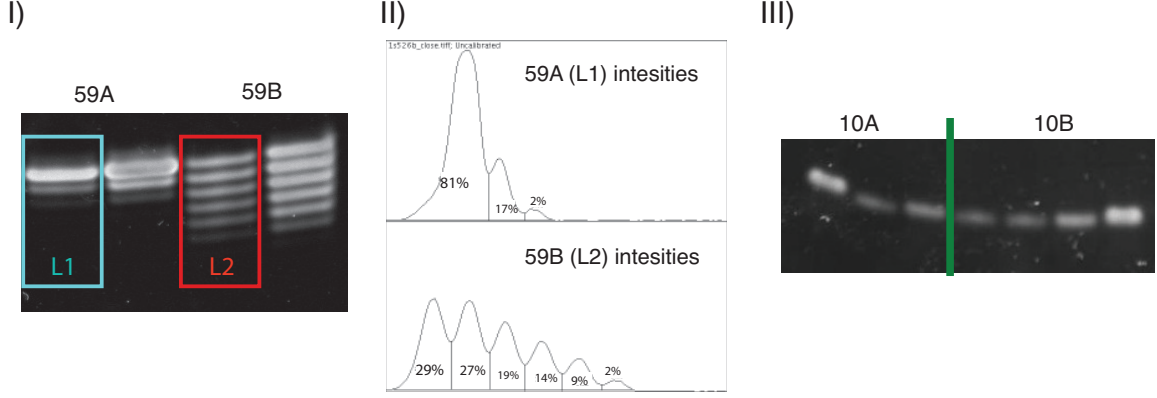 I)
59A
59B
L1
L2
II)
1s526b_close.tiff; Uncalibrated
59A (L1) intesities
81%
17%
2%
59B (L2) intesities
29%
27%
19%
14%
9%
2%
III)
10A
10B